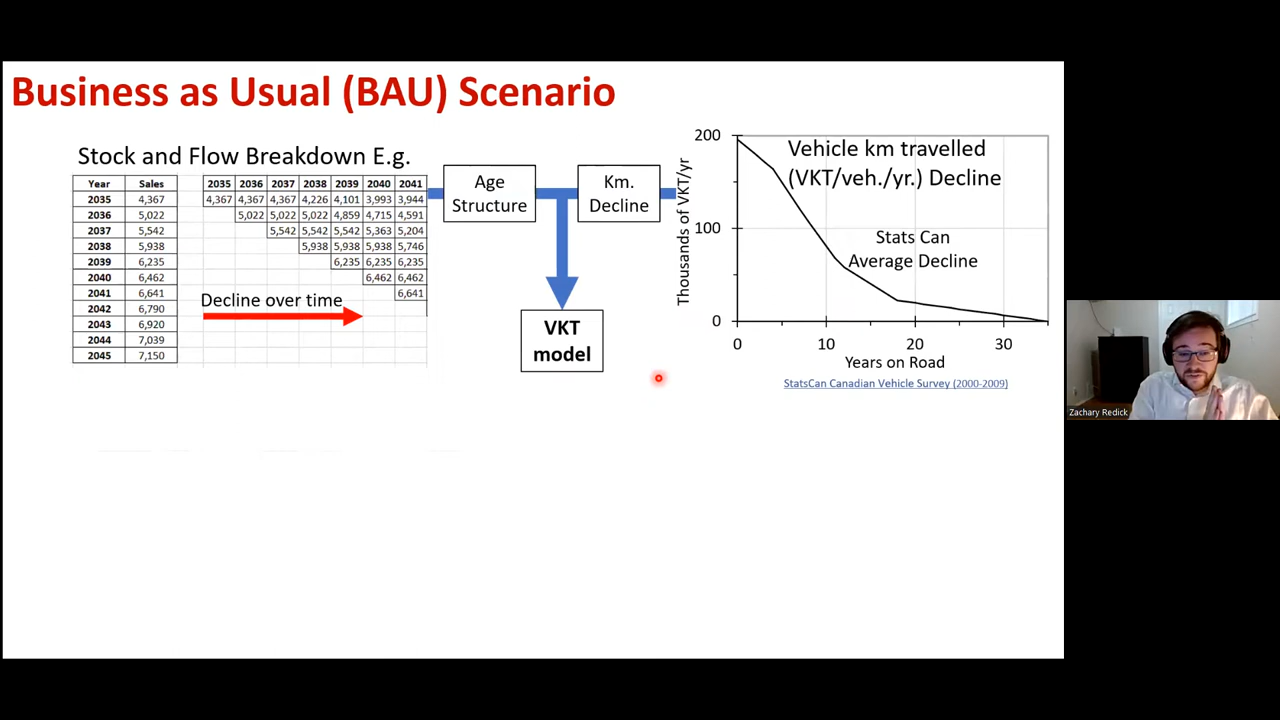 Business as Usual (BAU) Scenario
Stock and Flow Breakdown E.g.
Year Sales 2035 2036 2037 2038 2039 2040 2041
2035 4,367 4,367 4,367 4,367 4,226 4,101 3,993 3,944
2036 5,022 5,022 5,022 5,022 4,859 4,715 4,591
2037 5,542 5,542 5,542 5,542 5,363 5,204
2038 5,938 5,938 5,938 5,938 5,746
2039 6,235 6,235 6,235 6,235
2040 6,462 6,462 6,462
2041 6,641 6,641
2042 6,790
2043 6,920
2044 7,039
2045 7,150
Decline over time
Age
Structure
Km.
Decline
VKT
model
Thousands of VKT/yr
200
100
0
Vehicle km travelled
(VKT/veh./yr.) Decline
Stats Can
Average Decline
0 10 20 30
Years on Road
StatsCan Canadian Vehicle Survey (2000-2009)
Zachary Redick